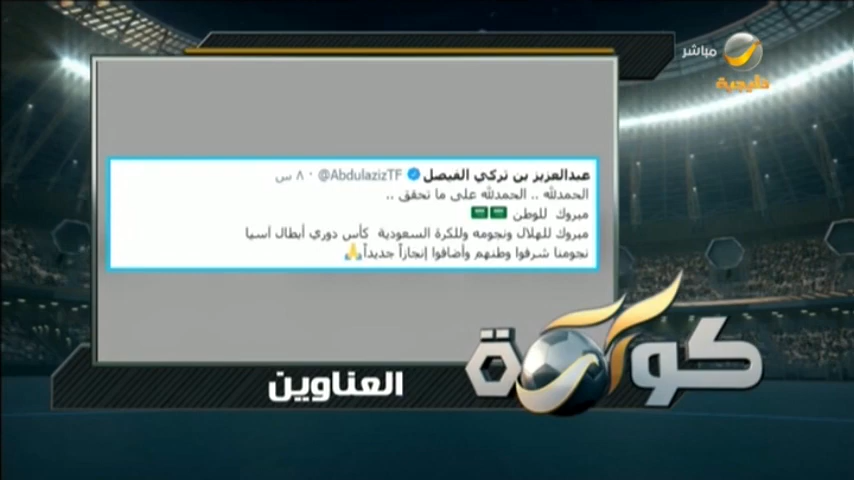 مباشر
خليجية
عبدالعزيز بن تركي الفيصل @AbdulazizTF · ٨ س
الحمدلله .. الحمدلله على ما تحقق ..
مبروك للوطن 🇸🇦🇸🇦
مبروك للهلال ونجومه وللكرة السعودية كأس دوري أبطال آسيا
نجومنا شرفوا وطنهم وأضافوا إنجازاً جديداً🙏
كورة
العناوين